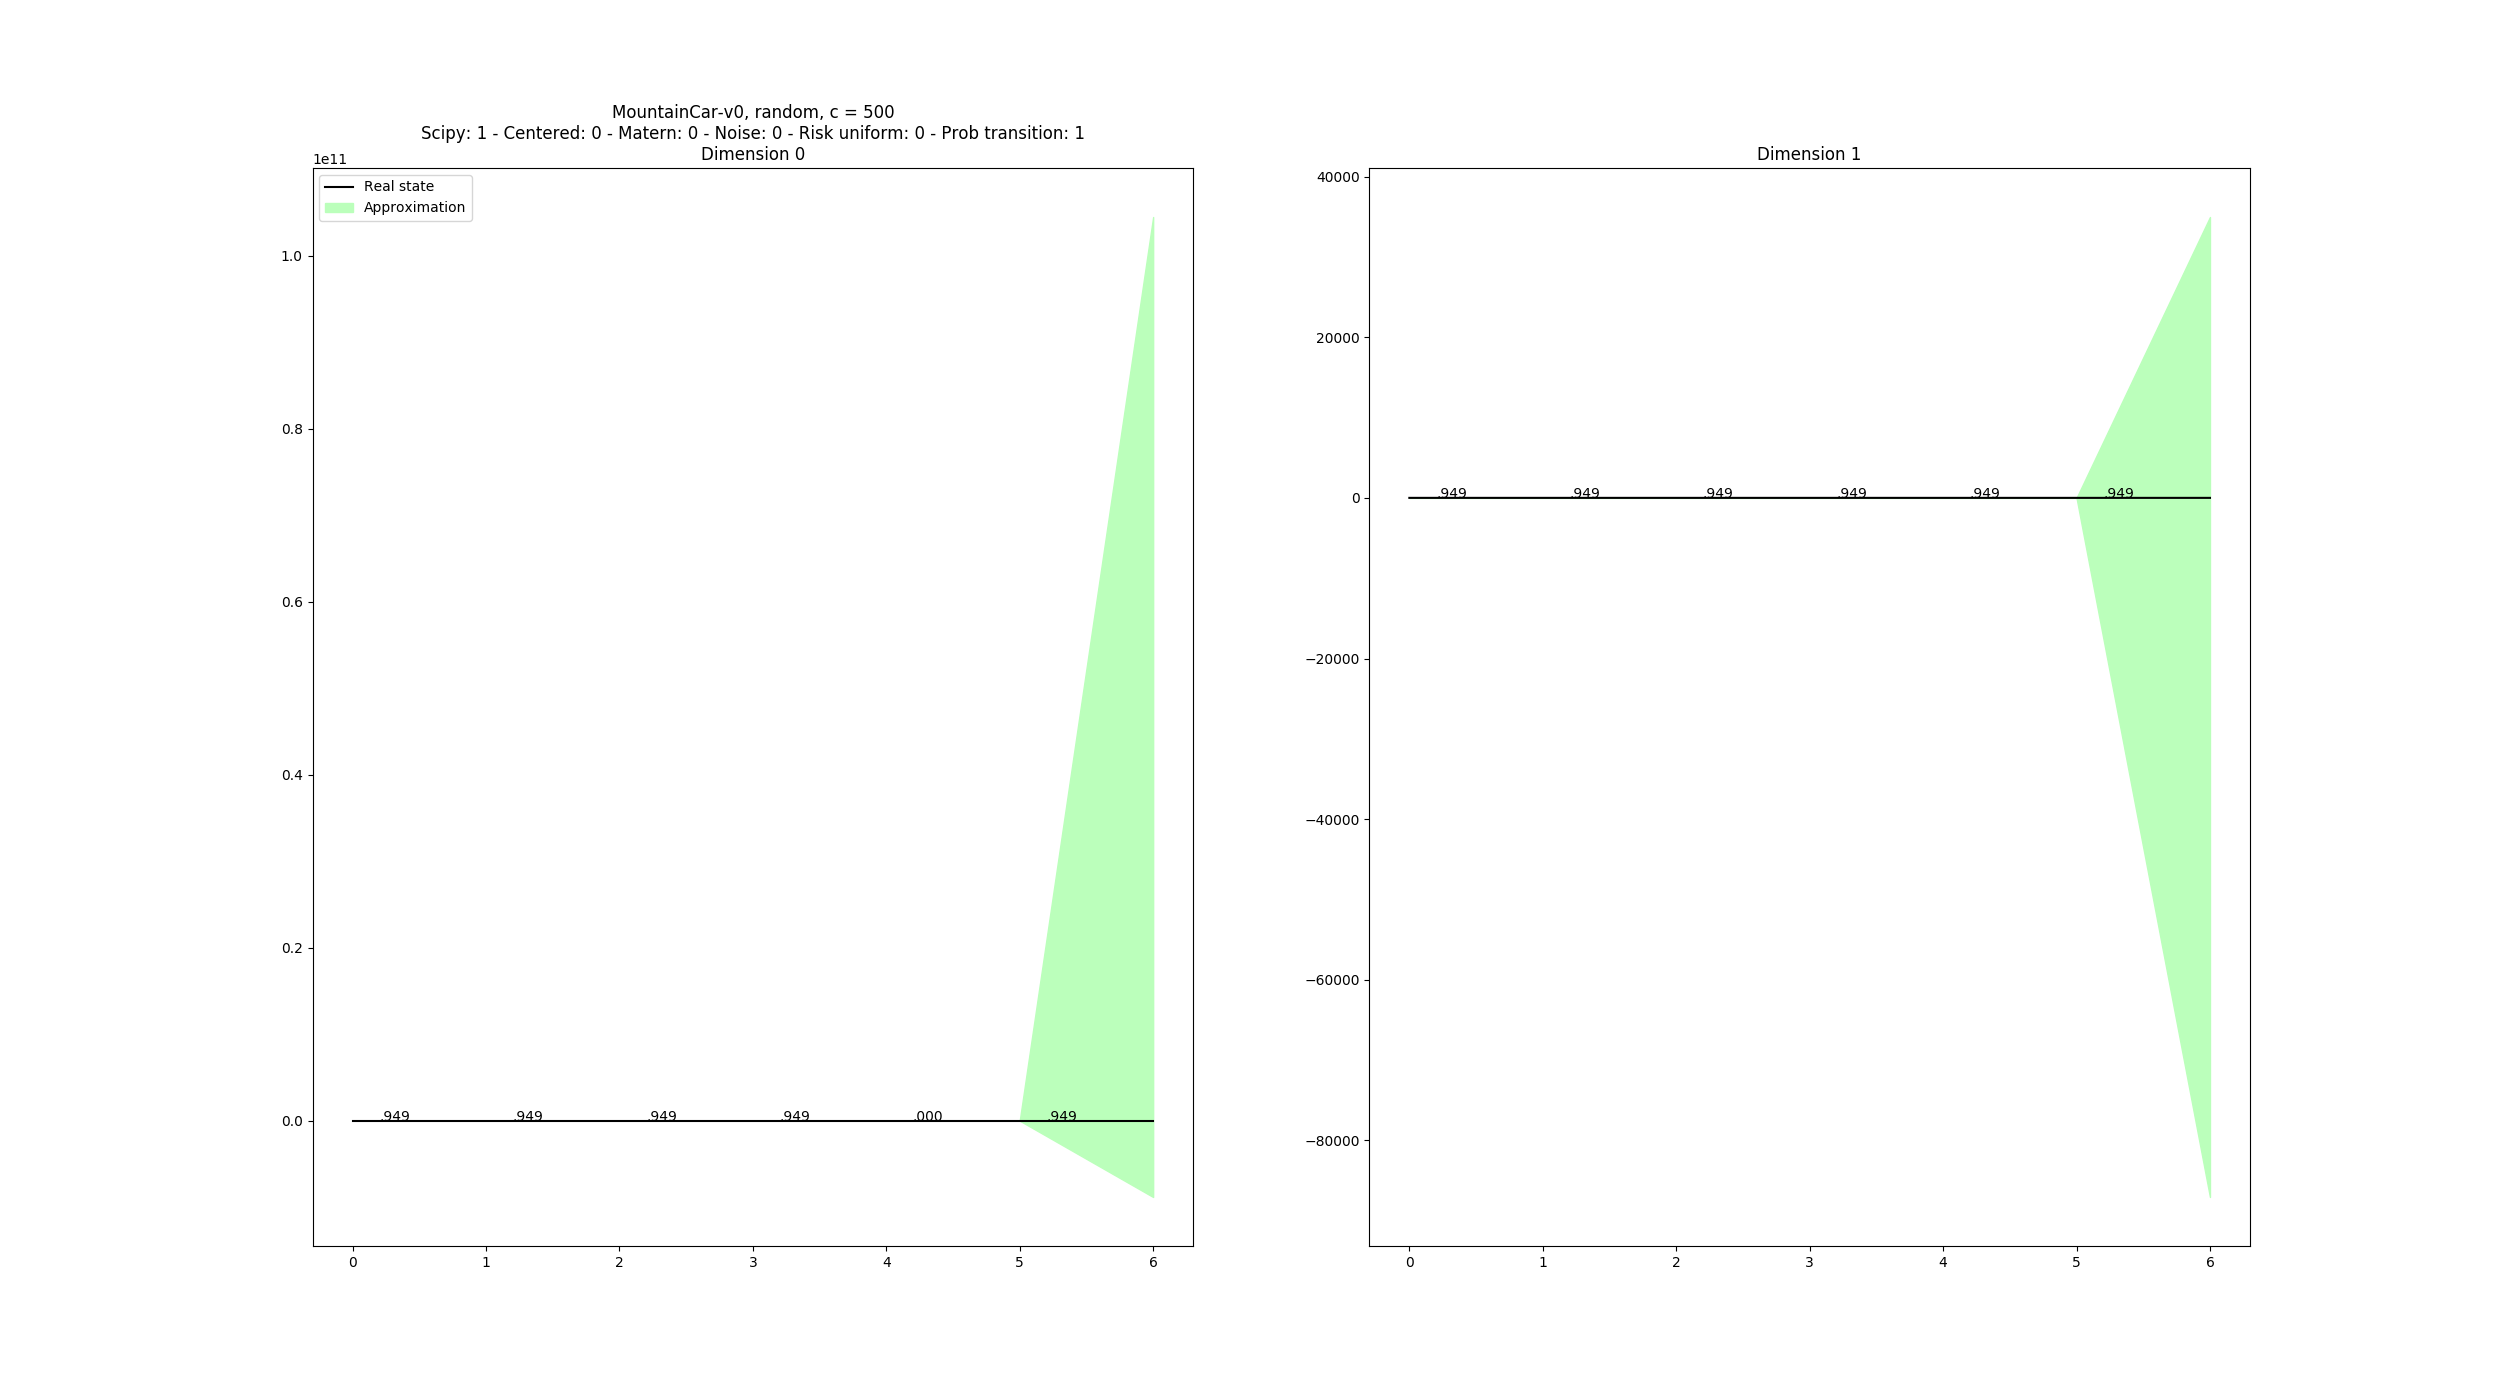 MountainCar-v0, random, c = 500
Scipy: 1 - Centered: 0 - Matern: 0 - Noise: 0 - Risk uniform: 0 - Prob transition: 1
Dimension 0
1e11
Real state
Approximation
1.0
0.8
0.6
0.4
0.2
0.0
.949 .949 .949 .949 .000 .949
0 1 2 3 4 5 6
Dimension 1
40000
20000
0
.949 .949 .949 .949 .949 .949
−20000
−40000
−60000
−80000
0 1 2 3 4 5 6